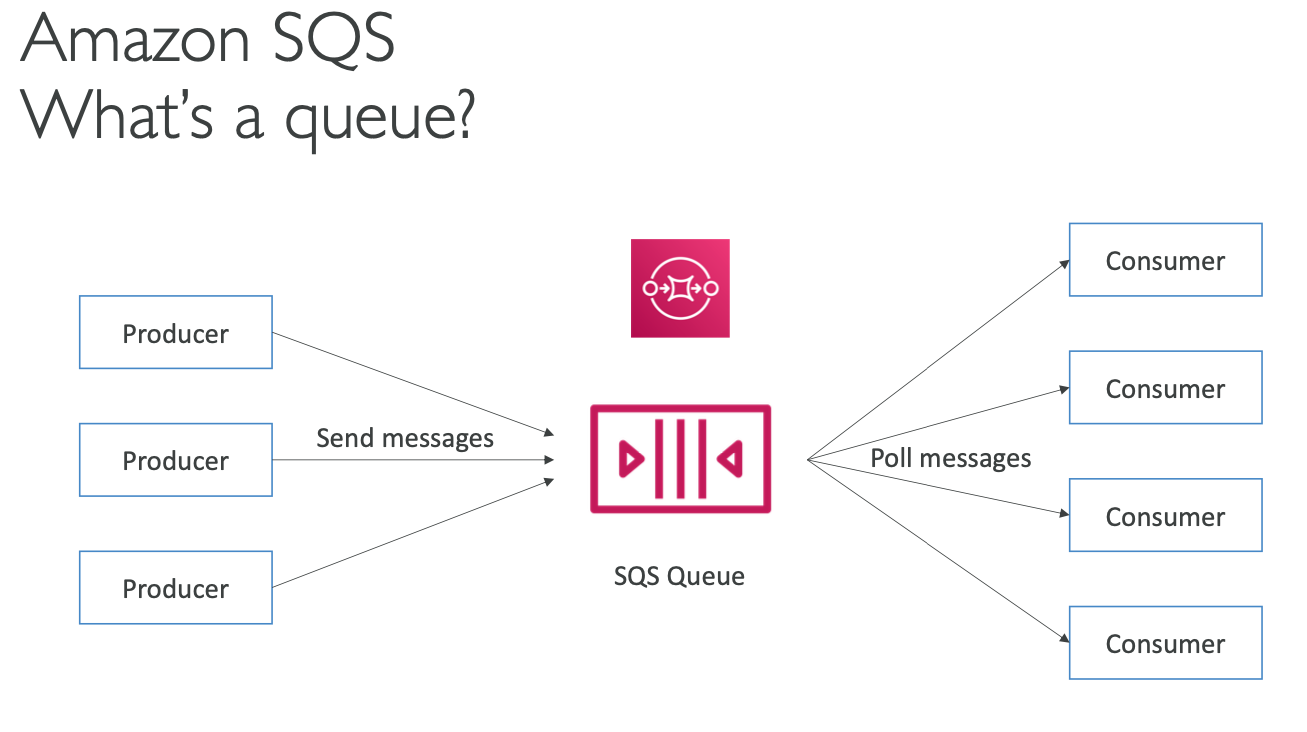 Amazon SQS
What’s a queue?
Producer
Producer
Producer
Send messages
SQS Queue
Poll messages
Consumer
Consumer
Consumer
Consumer